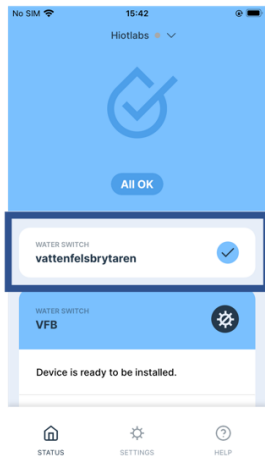 No SIM 15:42
Hiotlabs
All OK
WATER SWITCH
vattenfelsbrytaren
WATER SWITCH
VFB
Device is ready to be installed.
STATUS SETTINGS HELP